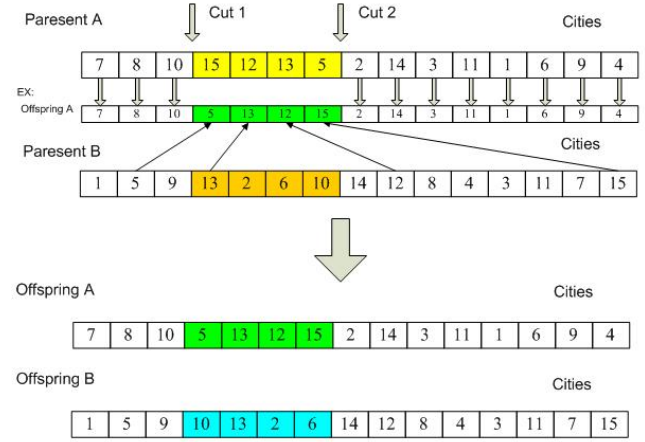 Cut 1 Cut 2
Paresent A Cities
7 8 10 15 12 13 5 2 14 3 11 1 6 9 4
EX:
Offspring A 7 8 10 5 13 12 15 2 14 3 11 1 6 9 4
Paresent B Cities
1 5 9 13 2 6 10 14 12 8 4 3 11 7 15
Offspring A Cities
7 8 10 5 13 12 15 2 14 3 11 1 6 9 4
Offspring B Cities
1 5 9 10 13 2 6 14 12 8 4 3 11 7 15